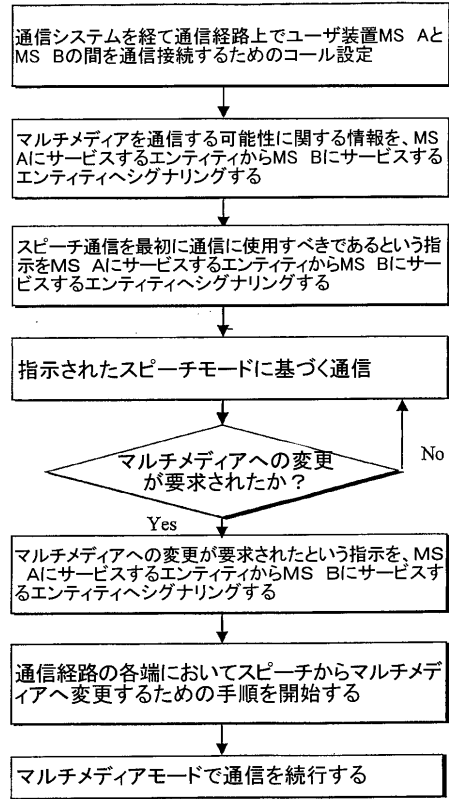 通信システムを経て通信経路上でユーザ装置MS Aと
MS Bの間を通信接続するためのコール設定
マルチメディアを通信する可能性に関する情報を、MS
AにサービスするエンティティからMS Bにサービスする
エンティティへシグナリングする
スピーチ通信を最初に通信に使用すべきであるという指
示をMS AにサービスするエンティティからMS Bにサー
ビスするエンティティへシグナリングする
指示されたスピーチモードに基づく通信
マルチメディアへの変更
が要求されたか?
No
Yes
マルチメディアへの変更が要求されたという指示を、MS
AにサービスするエンティティからMS Bにサービスす
るエンティティへシグナリングする
通信経路の各端においてスピーチからマルチメデ
ィアへ変更するための手順を開始する
マルチメディアモードで通信を続行する